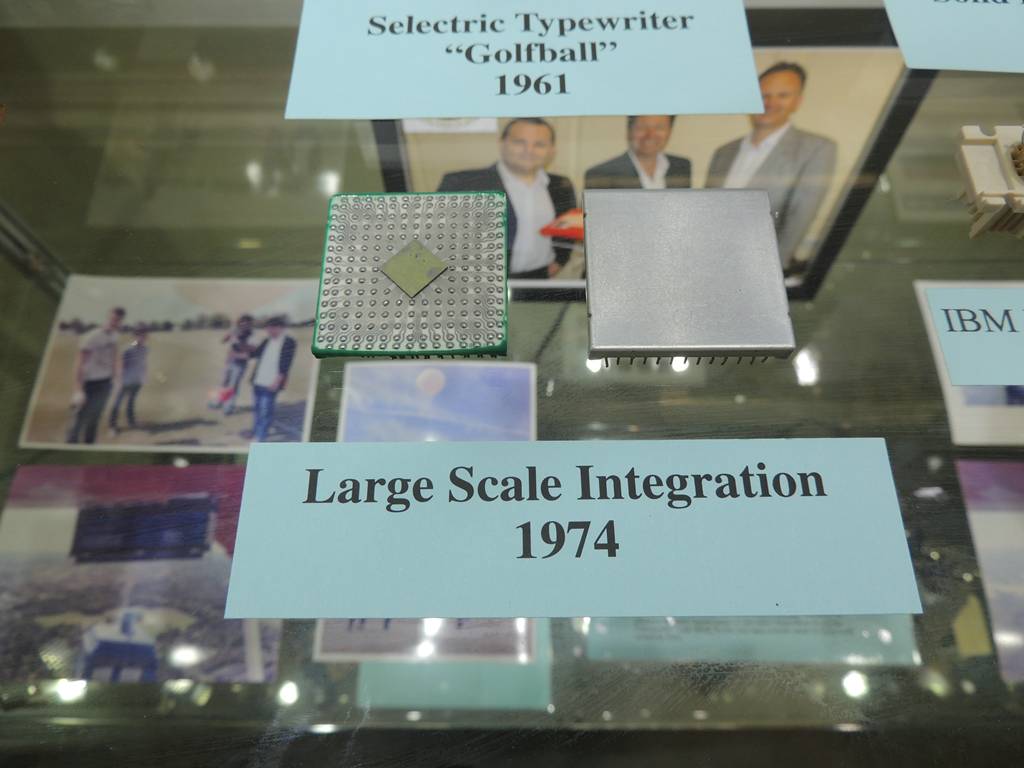 Selectric Typewriter
“Golfball”
1961
IBM
Large Scale Integration
1974